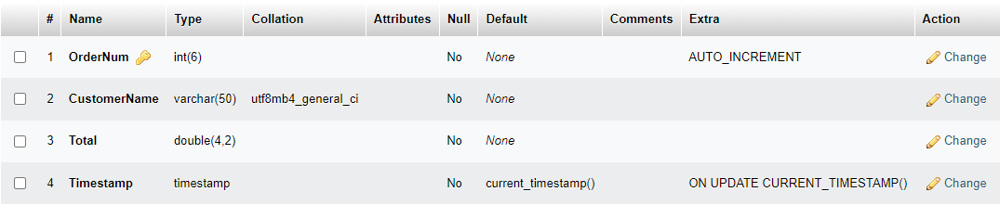 # Name Type Collation Attributes Null Default Comments Extra Action
1 OrderNum int(6) No None AUTO_INCREMENT Change
2 CustomerName varchar(50) utf8mb4_general_ci No None Change
3 Total double(4,2) No None Change
4 Timestamp timestamp No current_timestamp() ON UPDATE CURRENT_TIMESTAMP() Change